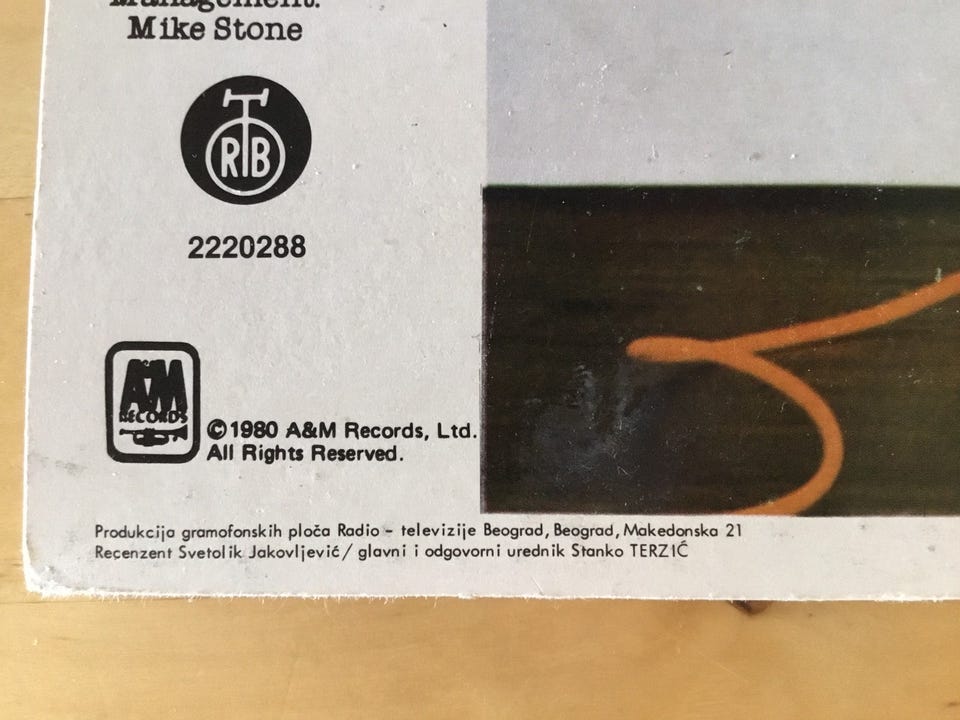 Management:
Mike Stone
RTB
2220288
A&M
RECORDS
©1980 A&M Records, Ltd.
All Rights Reserved.
Produkcija gramofonskih ploča Radio - televizije Beograd, Beograd, Makedonska 21
Recenzent Svetolik Jakovljević/ glavni i odgovorni urednik Stanko TERZIĆ